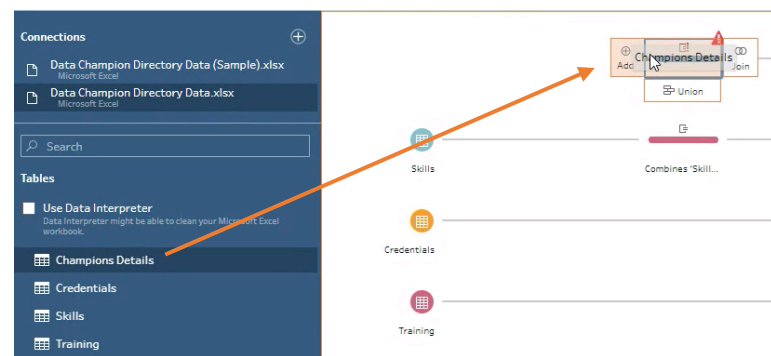 Connections
Data Champion Directory Data (Sample).xlsx
Microsoft Excel
Data Champion Directory Data.xlsx
Microsoft Excel
Search
Tables
Use Data Interpreter
Data Interpreter might be able to clean your Microsoft Excel
workbook.
Champions Details
Credentials
Skills
Training
Add
Champions Details
Join
Union
Skills
Combines 'Skill...
Credentials
Training